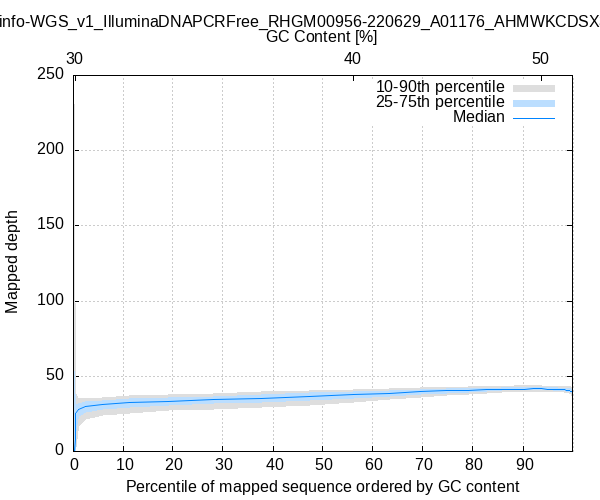 info-WGS_v1_IlluminaDNAPCRFree_RHGM00956-220629_A01176_AHMWKCDSX
GC Content [%]
30 40 50
250
10-90th percentile
25-75th percentile
Median
200
150
Mapped depth
100
50
0
0 10 20 30 40 50 60 70 80 90
Percentile of mapped sequence ordered by GC content